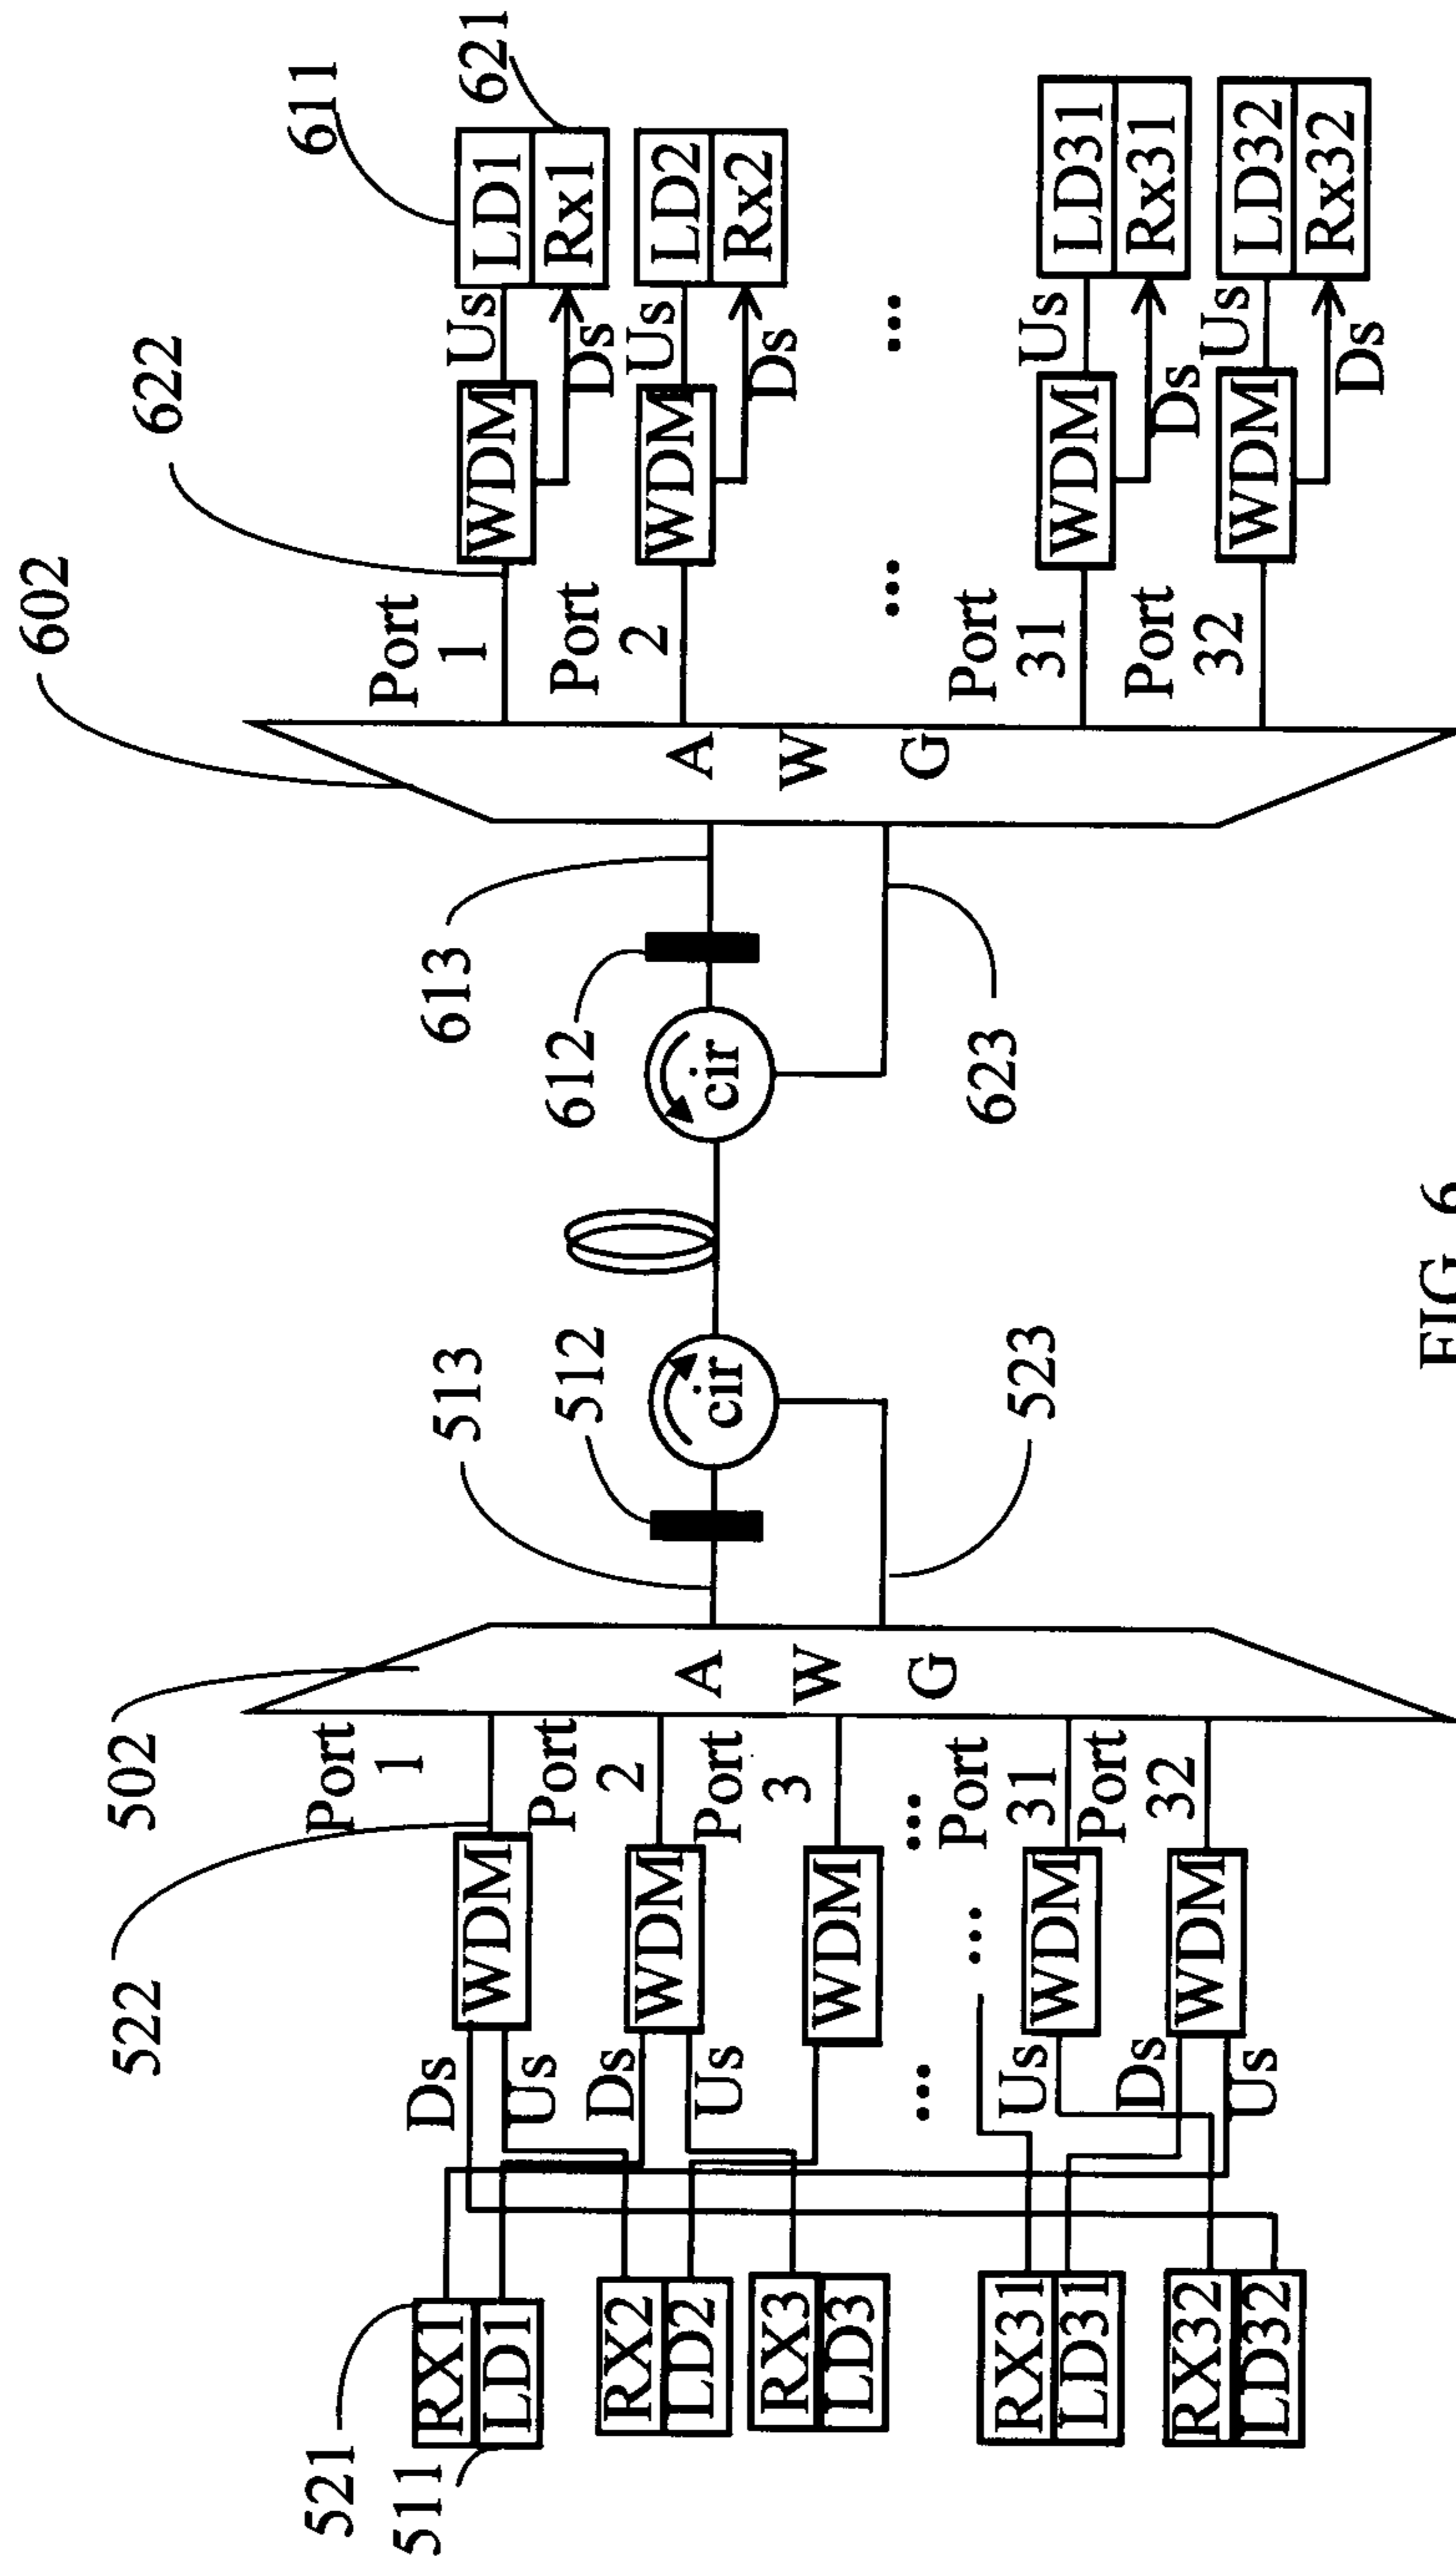 521
511
RX1
LD1
RX2
LD2
RX3
LD3
...
RX31
LD31
RX32
LD32
Ds
Us
Ds
Us
...
Us
Ds
Us
522
502
WDM
WDM
WDM
...
WDM
WDM
Port
1
Port
2
Port
3
...
Port
31
Port
32
A
W
G
513
512
523
cir
cir
612
613
623
A
W
G
602
622
Port
1
Port
2
...
Port
31
Port
32
WDM
WDM
WDM
WDM
Us
Ds
Us
Ds
...
Us
Ds
Us
Ds
611
621
LD1
Rx1
LD2
Rx2
LD31
Rx31
LD32
Rx32
FIG. 6